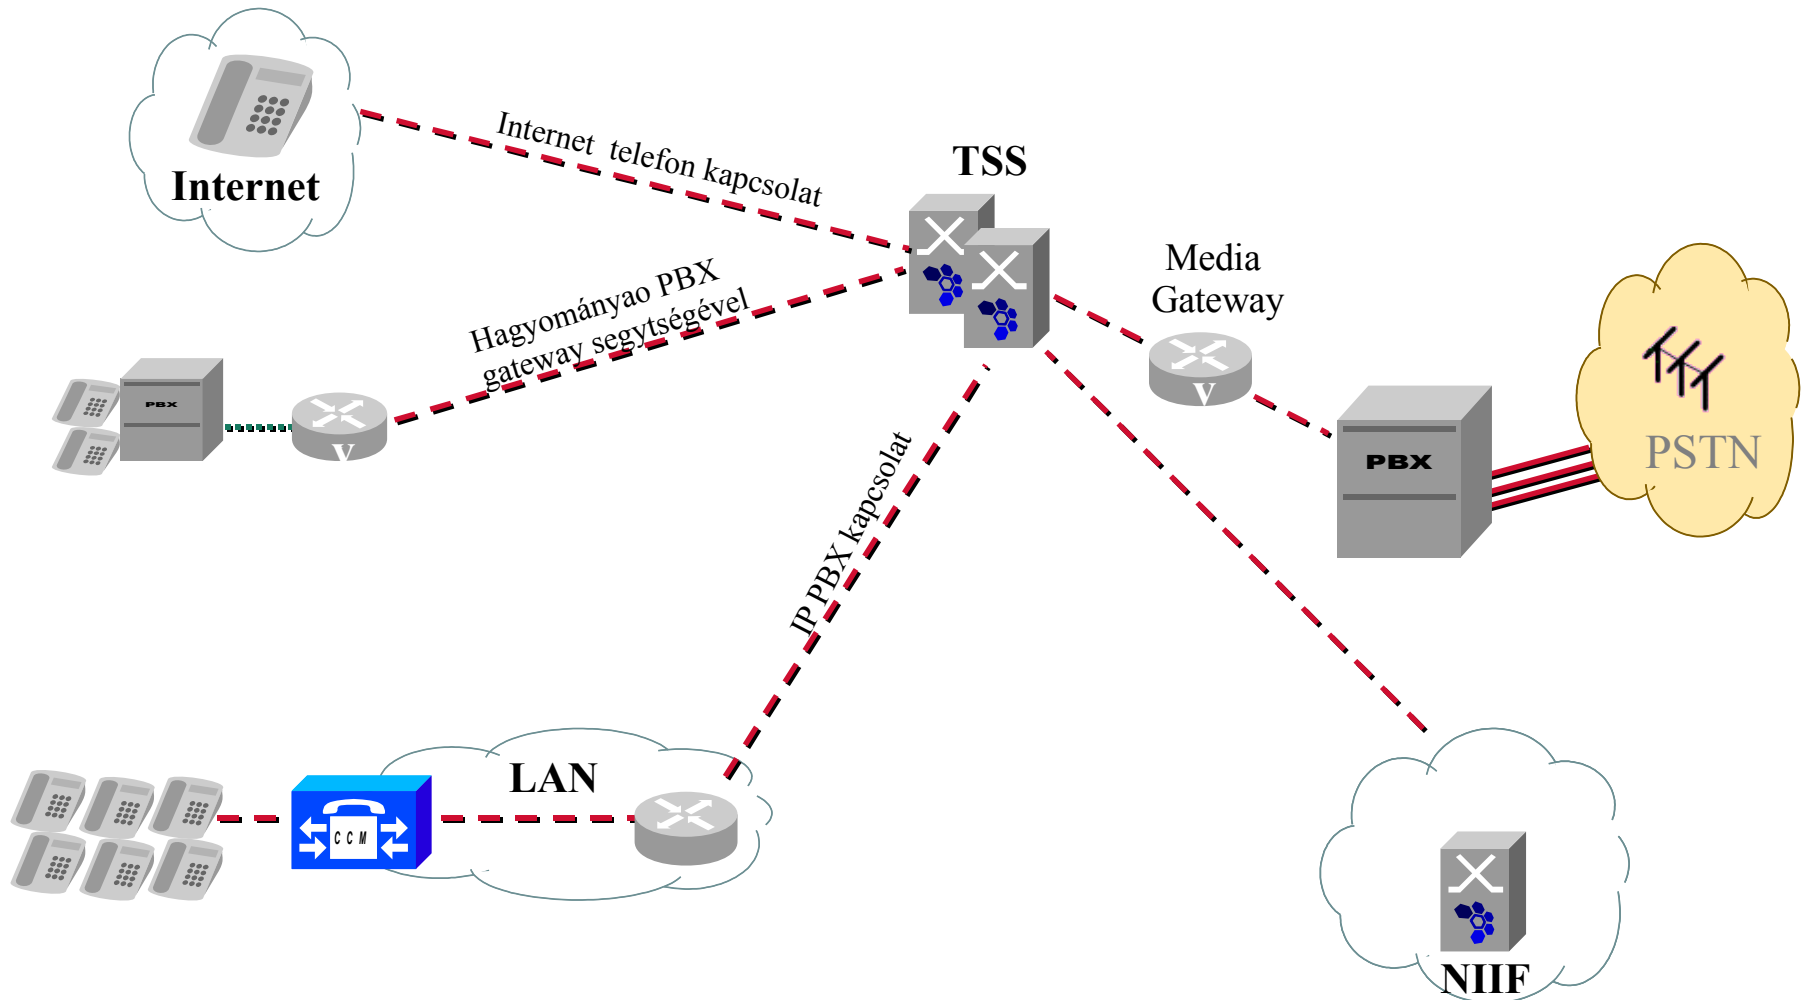 Internet
Internet telefon kapcsolat
TSS
Hagyományao PBX
gateway segytségével
Media
Gateway
V
PBX
V
PBX
PSTN
IP PBX kapcsolat
LAN
CCM
NIIF